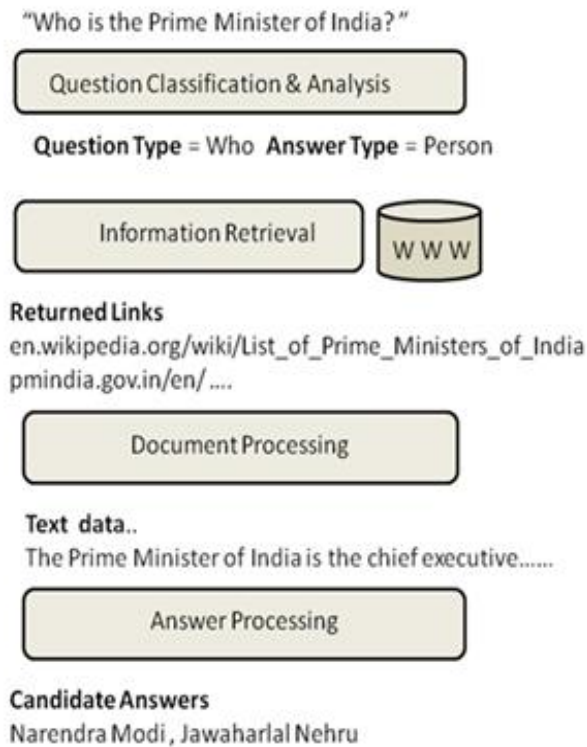 “Who is the Prime Minister of India?”
Question Classification & Analysis
Question Type = Who Answer Type = Person
Information Retrieval
W W W
Returned Links
en.wikipedia.org/wiki/List_of_Prime_Ministers_of_India
pmindia.gov.in/en/ ....
Document Processing
Text data..
The Prime Minister of India is the chief executive......
Answer Processing
Candidate Answers
Narendra Modi , Jawaharlal Nehru